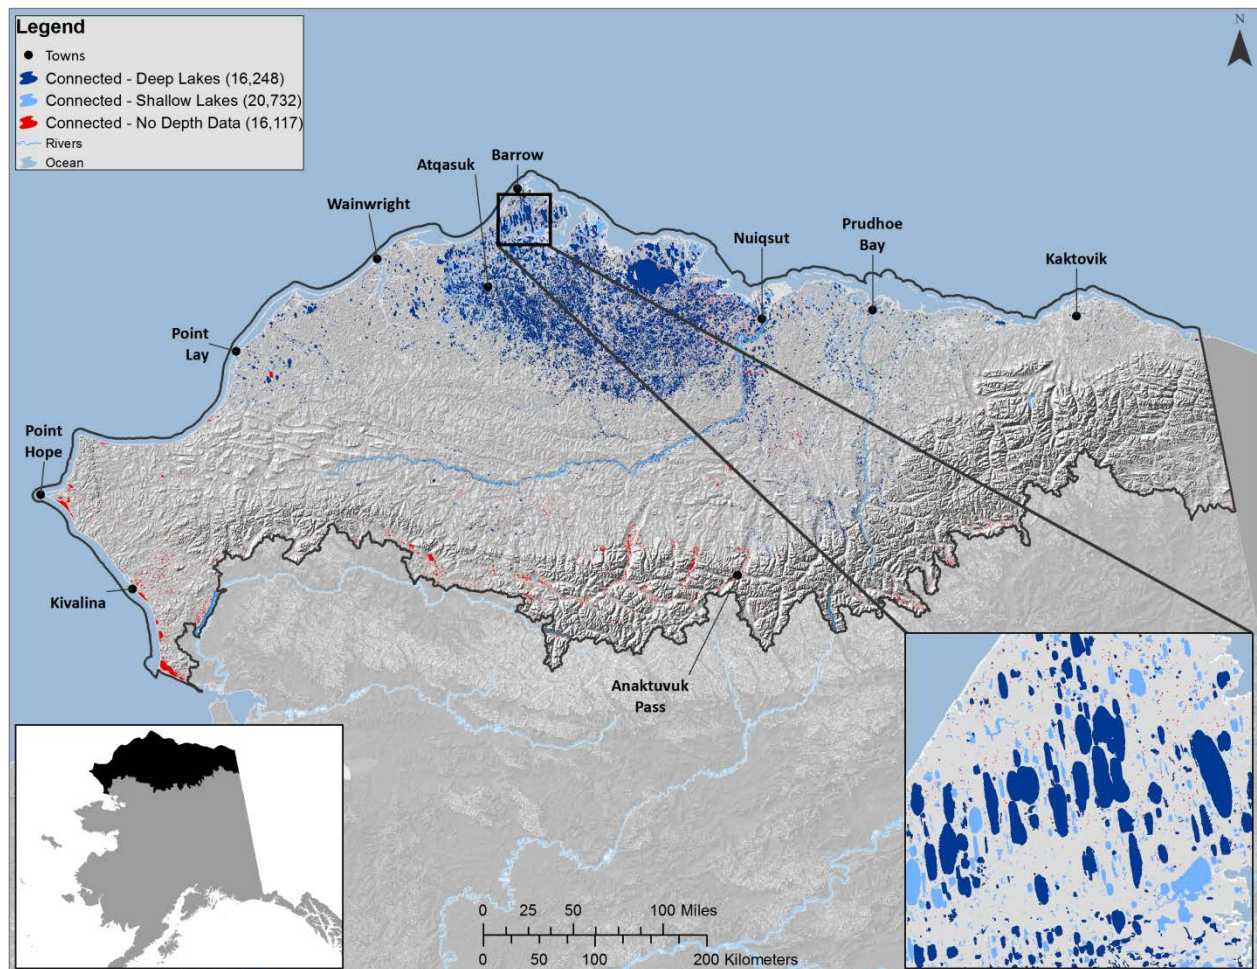 Legend
Towns
Connected - Deep Lakes (16,248)
Connected - Shallow Lakes (20,732)
Connected - No Depth Data (16,117)
Rivers
Ocean
N
Barrow
Atqasuk
Wainwright
Nuiqsut
Prudhoe
Bay
Kaktovik
Point
Lay
Point
Hope
Kivalina
Anaktuvuk
Pass
0 25 50 100 Miles
0 50 100 200 Kilometers